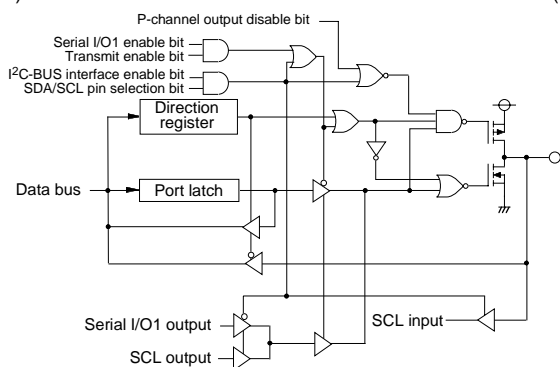 )
(
P-channel output disable bit
Serial I/O1 enable bit
Transmit enable bit
I²C-BUS interface enable bit
SDA/SCL pin selection bit
Direction
register
Data bus
Port latch
Serial I/O1 output
SCL input
SCL output